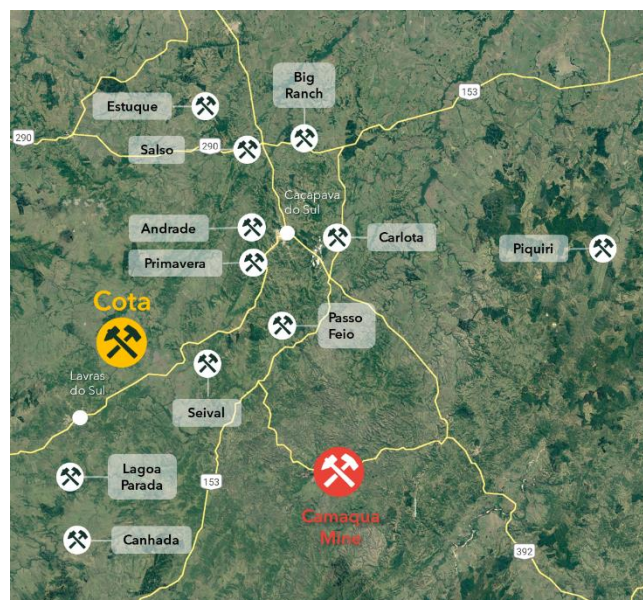 Big
Ranch
153
Estuque
290
Salso
290
Caçapava
do Sul
Andrade
Carlota
Piquiri
Primavera
Cota
Passo
Feio
Lavras
do Sul
Seival
Lagoa
Parada
153
Camaqua
Mine
Canhada
392